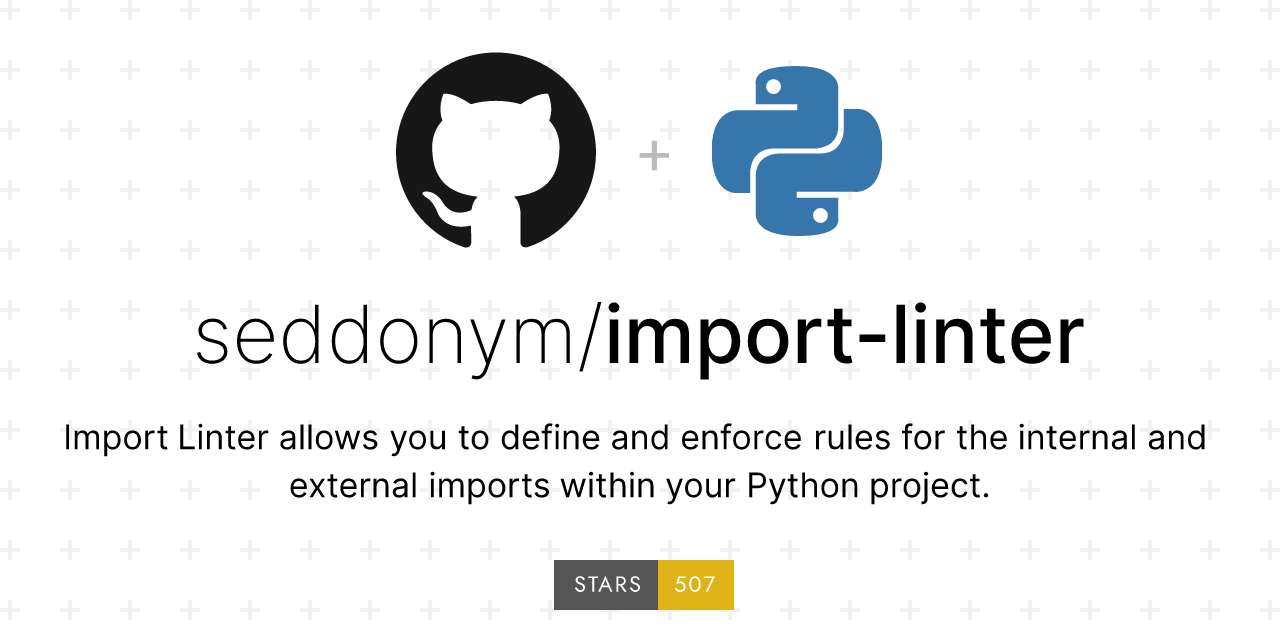 seddonym/import-linter
Import Linter allows you to define and enforce rules for the internal and
external imports within your Python project.
STARS 507